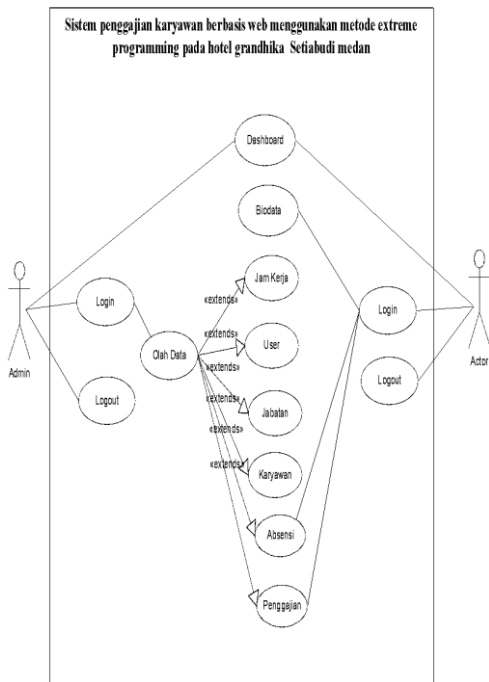 Sistem penggajian karyawan berbasis web menggunakan metode extreme
programming pada hotel grandhika Setiabudi medan
Dashboard
Biodata
Jam Kerja
«extends»
Login
Login
«extends»
User
Olah Data
«extends»
Admin
Actor
Logout
Logout
«extends»
Jabatan
«extends»
«extends»
Karyawan
Absensi
Penggajian